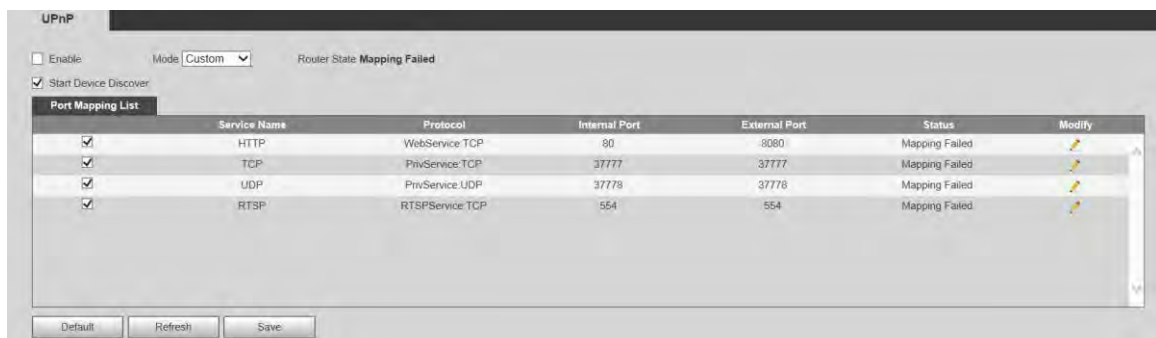 UPnP
Enable Mode Custom Router State Mapping Failed
Start Device Discover
Port Mapping List
Service Name Protocol Internal Port External Port Status Modify
HTTP WebService:TCP 80 8080 Mapping Failed
TCP PrivService:TCP 37777 37777 Mapping Failed
UDP PrivService:UDP 37778 37778 Mapping Failed
RTSP RTSPService:TCP 554 554 Mapping Failed
Default Refresh Save